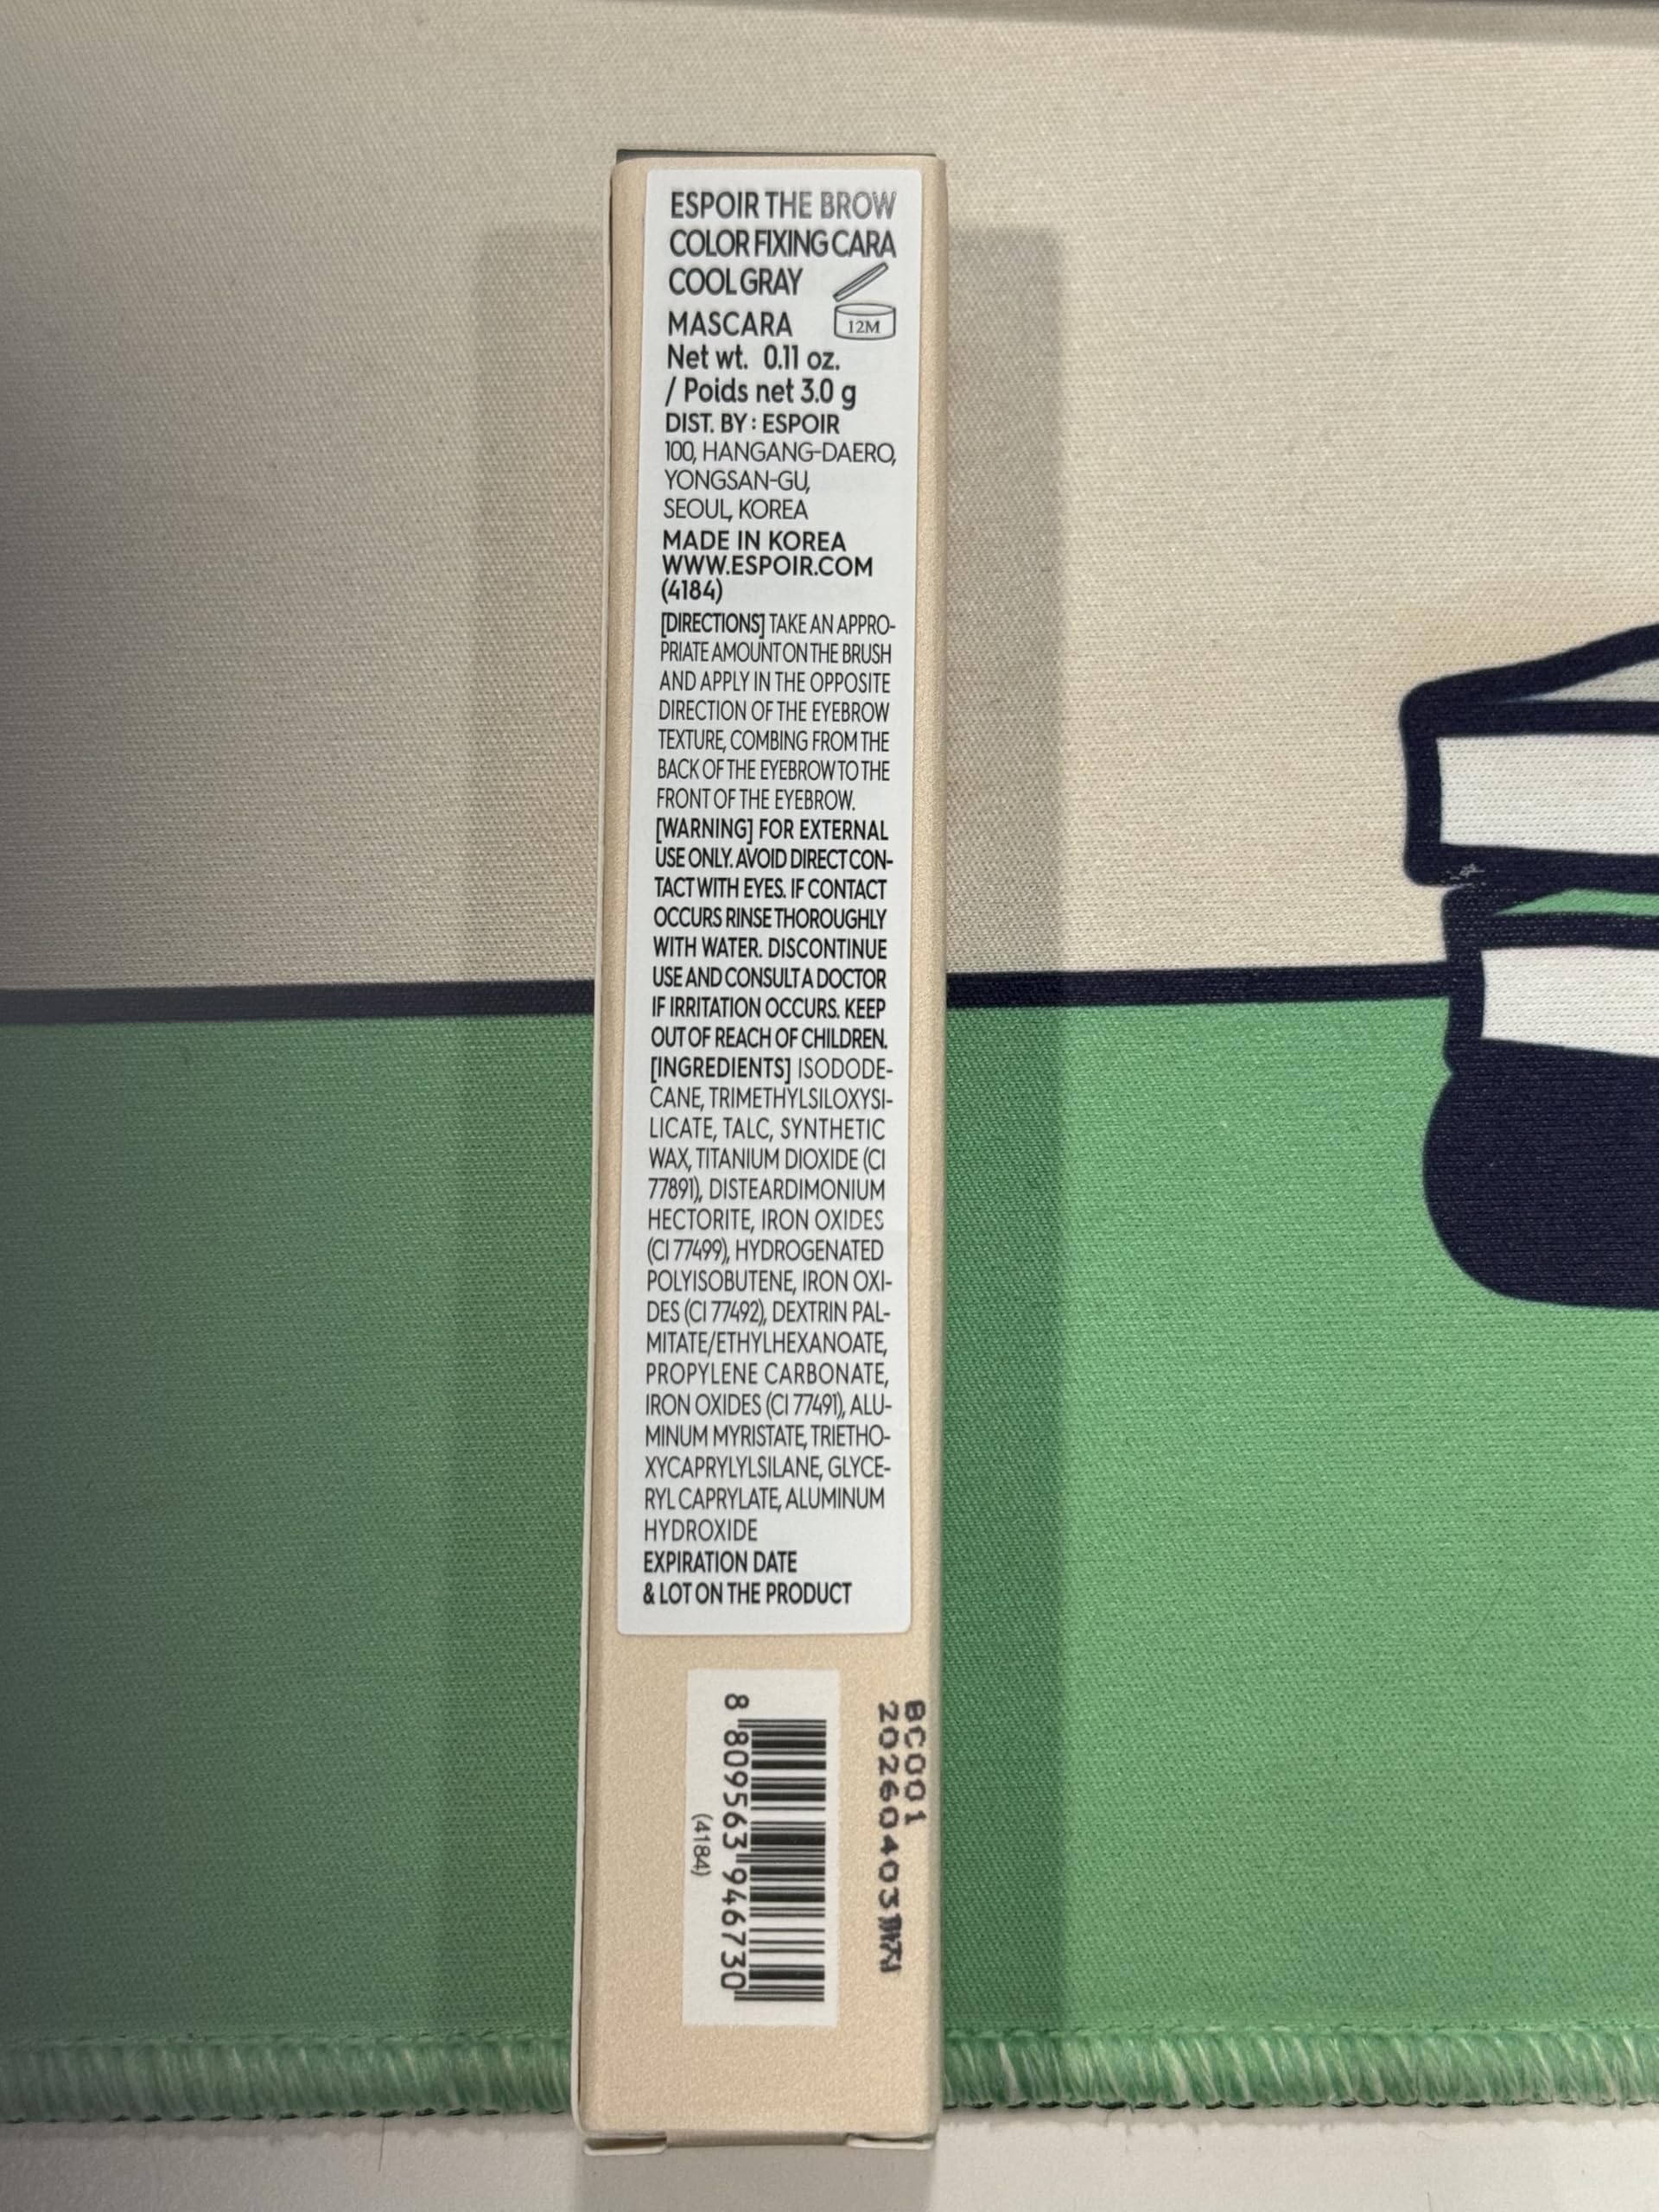 ESPOIR THE BROW
COLOR FIXING CARA
COOL GRAY
MASCARA
12M
Net wt. 0.11 oz.
/ Poids net 3.0 g
DIST. BY : ESPOIR
100, HANGANG-DAERO,
YONGSAN-GU,
SEOUL, KOREA
MADE IN KOREA
WWW.ESPOIR.COM
(4184)
[DIRECTIONS] TAKE AN APPRO-
PRIATE AMOUNT ON THE BRUSH
AND APPLY IN THE OPPOSITE
DIRECTION OF THE EYEBROW
TEXTURE, COMBING FROM THE
BACK OF THE EYEBROW TO THE
FRONT OF THE EYEBROW.
[WARNING] FOR EXTERNAL
USE ONLY. AVOID DIRECT CON-
TACT WITH EYES. IF CONTACT
OCCURS RINSE THOROUGHLY
WITH WATER. DISCONTINUE
USE AND CONSULT A DOCTOR
IF IRRITATION OCCURS. KEEP
OUT OF REACH OF CHILDREN.
[INGREDIENTS] ISODODE-
CANE, TRIMETHYLSILOXYSI-
LICATE, TALC, SYNTHETIC
WAX, TITANIUM DIOXIDE (CI
77891), DISTEARDIMONIUM
HECTORITE, IRON OXIDES
(CI 77499), HYDROGENATED
POLYISOBUTENE, IRON OXI-
DES (CI 77492), DEXTRIN PAL-
MITATE/ETHYLHEXANOATE,
PROPYLENE CARBONATE,
IRON OXIDES (CI 77491), ALU-
MINUM MYRISTATE, TRIETHO-
XYCAPRYLYLSILANE, GLYCE-
RYL CAPRYLATE, ALUMINUM
HYDROXIDE
EXPIRATION DATE
& LOT ON THE PRODUCT
BC001
20260403
8 809563 946730
(4184)